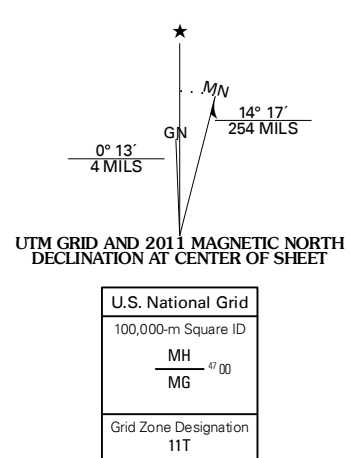 ★
MN
GN
14° 17´
254 MILS
0° 13´
4 MILS
UTM GRID AND 2011 MAGNETIC NORTH
DECLINATION AT CENTER OF SHEET
U.S. National Grid
100,000-m Square ID
MH
47 00
MG
Grid Zone Designation
11T